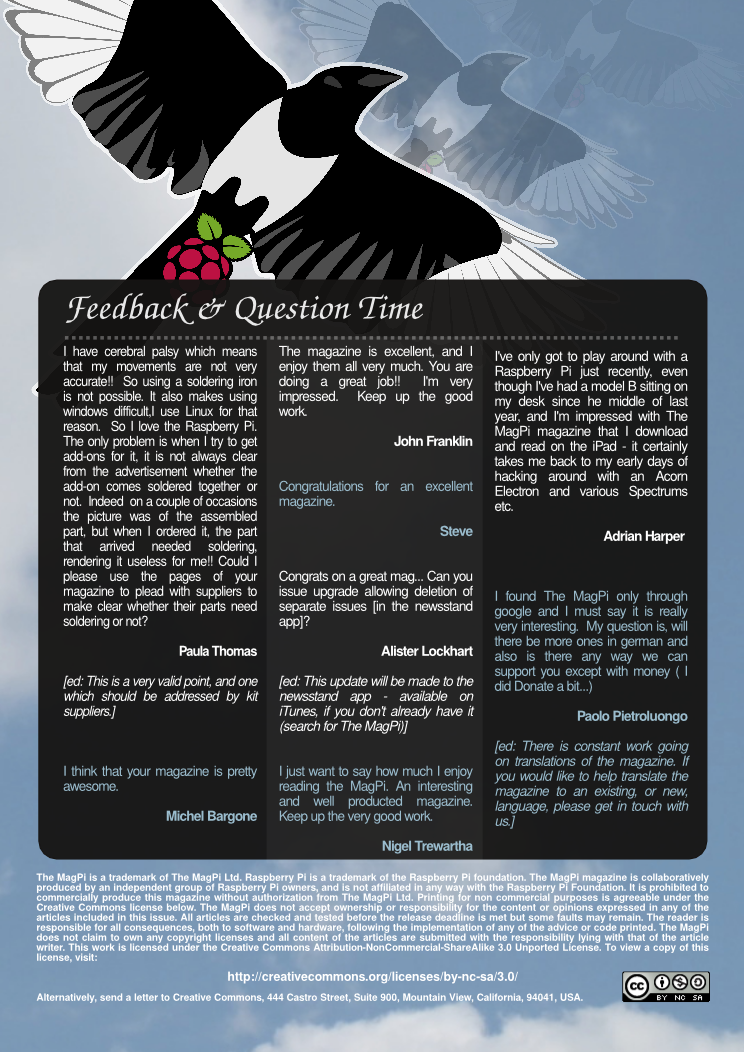 Feedback & Question Time
I have cerebral palsy which means
that my movements are not very
accurate!! So using a soldering iron
is not possible. It also makes using
windows difficult,I use Linux for that
reason. So I love the Raspberry Pi.
The only problem is when I try to get
add-ons for it, it is not always clear
from the advertisement whether the
add-on comes soldered together or
not. Indeed on a couple of occasions
the picture was of the assembled
part, but when I ordered it, the part
that arrived needed soldering,
rendering it useless for me!! Could I
please use the pages of your
magazine to plead with suppliers to
make clear whether their parts need
soldering or not?
Paula Thomas
[ed: This is a very valid point, and one
which should be addressed by kit
suppliers.]
I think that your magazine is pretty
awesome.
Michel Bargone
The magazine is excellent, and I
enjoy them all very much. You are
doing a great job!! I'm very
impressed. Keep up the good
work.
John Franklin
Congratulations for an excellent
magazine.
Steve
Congrats on a great mag... Can you
issue upgrade allowing deletion of
separate issues [in the newsstand
app]?
Alister Lockhart
[ed: This update will be made to the
newsstand app - available on
iTunes, if you don't already have it
(search for The MagPi)]
I just want to say how much I enjoy
reading the MagPi. An interesting
and well producted magazine.
Keep up the very good work.
Nigel Trewartha
I've only got to play around with a
Raspberry Pi just recently, even
though I've had a model B sitting on
my desk since he middle of last
year, and I'm impressed with The
MagPi magazine that I download
and read on the iPad - it certainly
takes me back to my early days of
hacking around with an Acorn
Electron and various Spectrums
etc.
Adrian Harper
I found The MagPi only through
google and I must say it is really
very interesting. My question is, will
there be more ones in german and
also is there any way we can
support you except with money ( I
did Donate a bit...)
Paolo Pietroluongo
[ed: There is constant work going
on translations of the magazine. If
you would like to help translate the
magazine to an existing, or new,
language, please get in touch with
us.]
The MagPi is a trademark of The MagPi Ltd. Raspberry Pi is a trademark of the Raspberry Pi foundation. The MagPi magazine is collaboratively
produced by an independent group of Raspberry Pi owners, and is not affiliated in any way with the Raspberry Pi Foundation. It is prohibited to
commercially produce this magazine without authorization from The MagPi Ltd. Printing for non commercial purposes is agreeable under the
Creative Commons license below. The MagPi does not accept ownership or responsibility for the content or opinions expressed in any of the
articles included in this issue. All articles are checked and tested before the release deadline is met but some faults may remain. The reader is
responsible for all consequences, both to software and hardware, following the implementation of any of the advice or code printed. The MagPi
does not claim to own any copyright licenses and all content of the articles are submitted with the responsibility lying with that of the article
writer. This work is licensed under the Creative Commons Attribution-NonCommercial-ShareAlike 3.0 Unported License. To view a copy of this
license, visit:
http://creativecommons.org/licenses/by-nc-sa/3.0/
Alternatively, send a letter to Creative Commons, 444 Castro Street, Suite 900, Mountain View, California, 94041, USA.
cc
BY NC SA